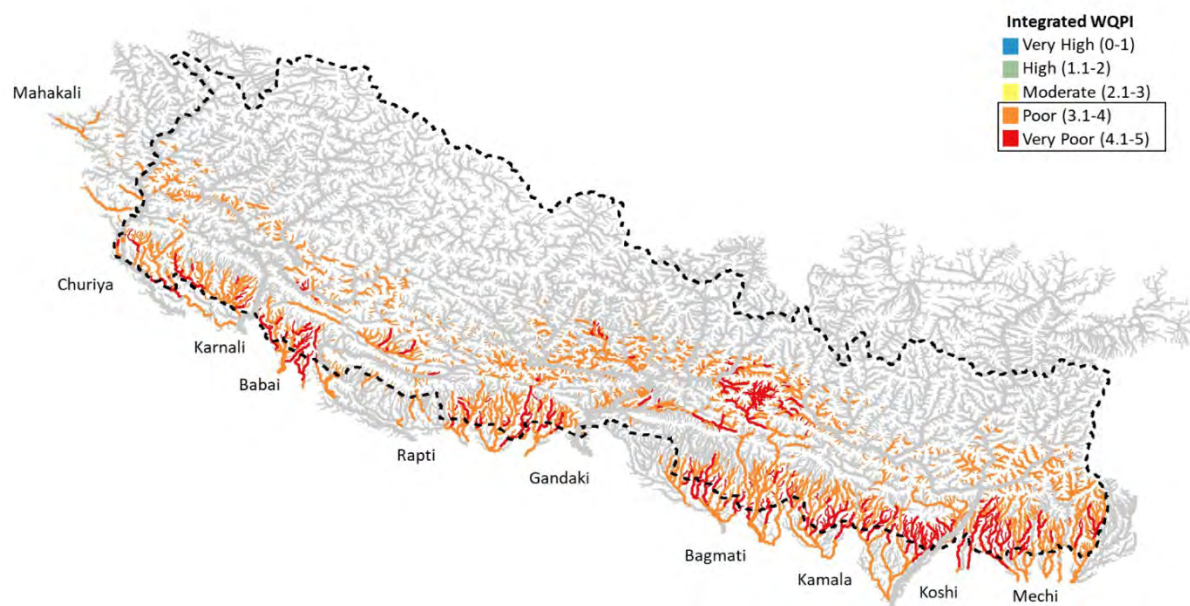 Integrated WQPI
Very High (0-1)
High (1.1-2)
Moderate (2.1-3)
Poor (3.1-4)
Very Poor (4.1-5)
Mahakali
Churiya
Karnali
Babai
Rapti
Gandaki
Bagmati
Kamala
Koshi
Mechi